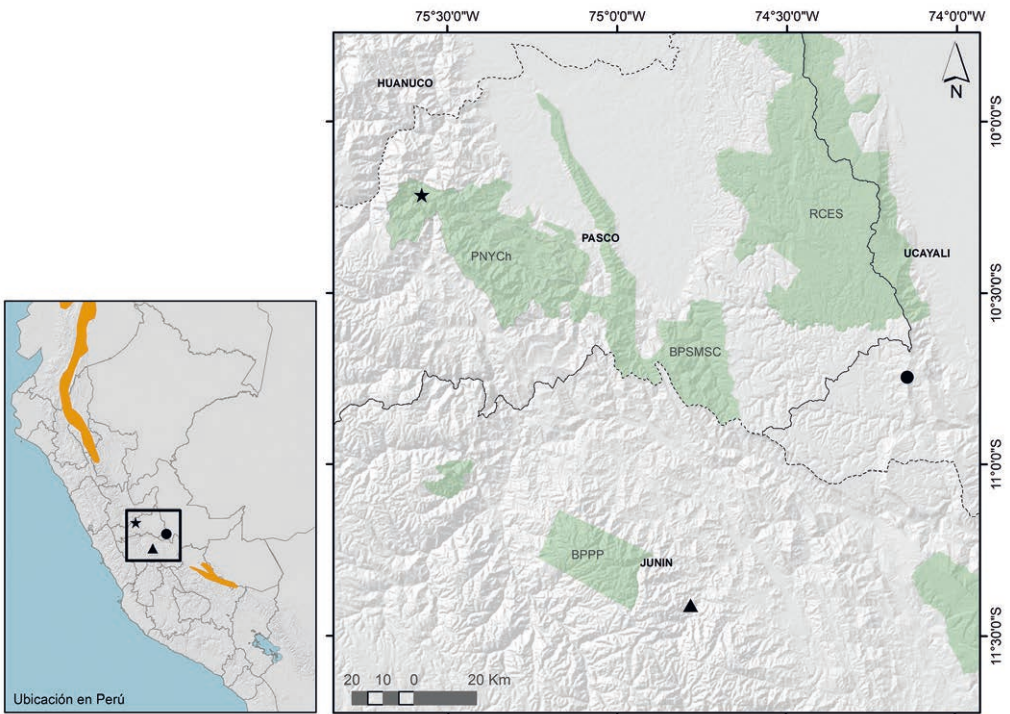 75°30'0"W
75°0'0"W
74°30'0"W
74°0'0"W
HUANUCO
N
10°0'0"S
RCES
PASCO
PNYCh
UCAYALI
10°30'0"S
BPSMSC
11°0'0"S
BPPP
JUNIN
11°30'0"S
20 10 0 20 Km
Ubicación en Perú